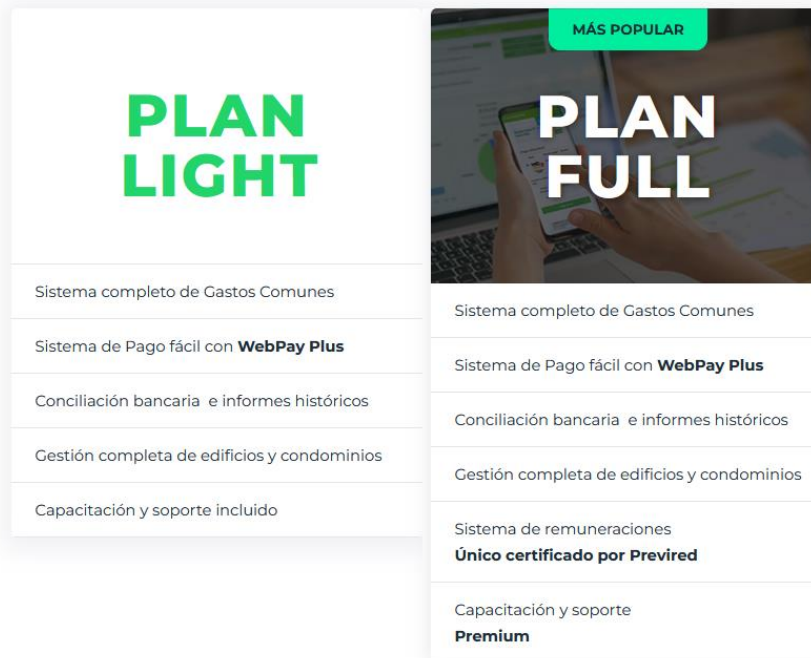 PLAN
LIGHT
Sistema completo de Gastos Comunes
Sistema de Pago fácil con WebPay Plus
Conciliación bancaria  e informes históricos
Gestión completa de edificios y condominios
Capacitación y soporte incluido
MÁS POPULAR
PLAN
FULL
Sistema completo de Gastos Comunes
Sistema de Pago fácil con WebPay Plus
Conciliación bancaria  e informes históricos
Gestión completa de edificios y condominios
Sistema de remuneraciones
Único certificado por Previred
Capacitación y soporte
Premium